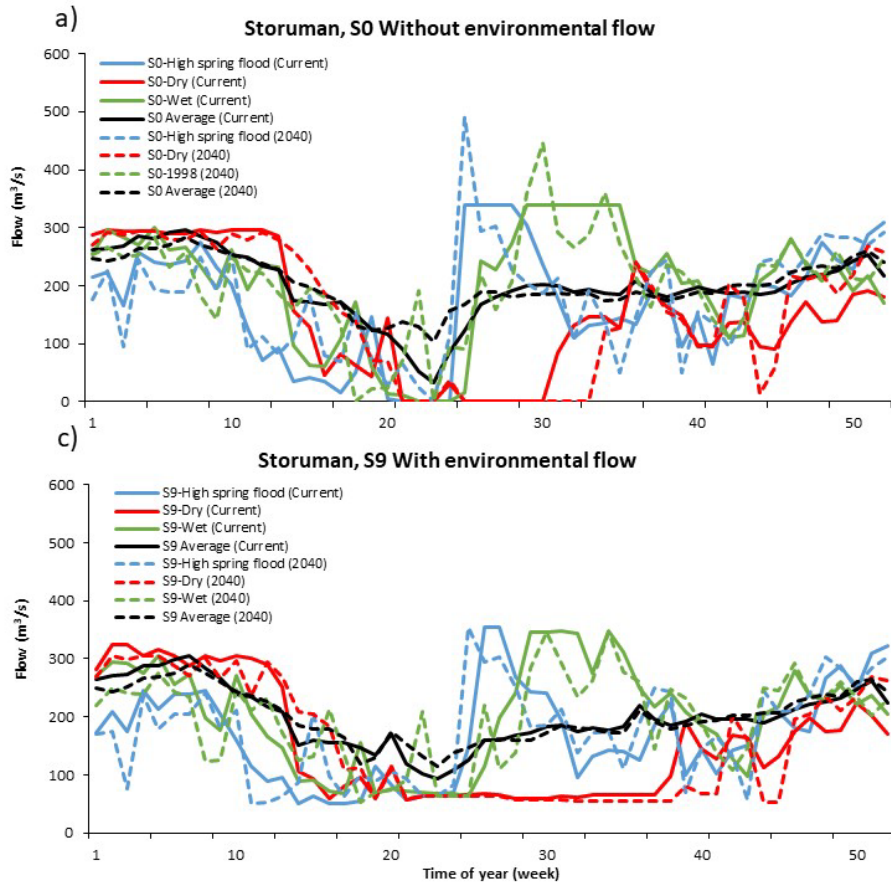 a)
Storuman, S0 Without environmental flow
600
500
400
300
200
100
0
Flow (m³/s)
S0-High spring flood (Current)
S0-Dry (Current)
S0-Wet (Current)
S0 Average (Current)
S0-High spring flood (2040)
S0-Dry (2040)
S0-1998 (2040)
S0 Average (2040)
1 10 20 30 40 50
c)
Storuman, S9 With environmental flow
600
500
400
300
200
100
0
Flow (m³/s)
S9-High spring flood (Current)
S9-Dry (Current)
S9-Wet (Current)
S9 Average (Current)
S9-High spring flood (2040)
S9-Dry (2040)
S9-Wet (2040)
S9 Average (2040)
1 10 20 30 40 50
Time of year (week)